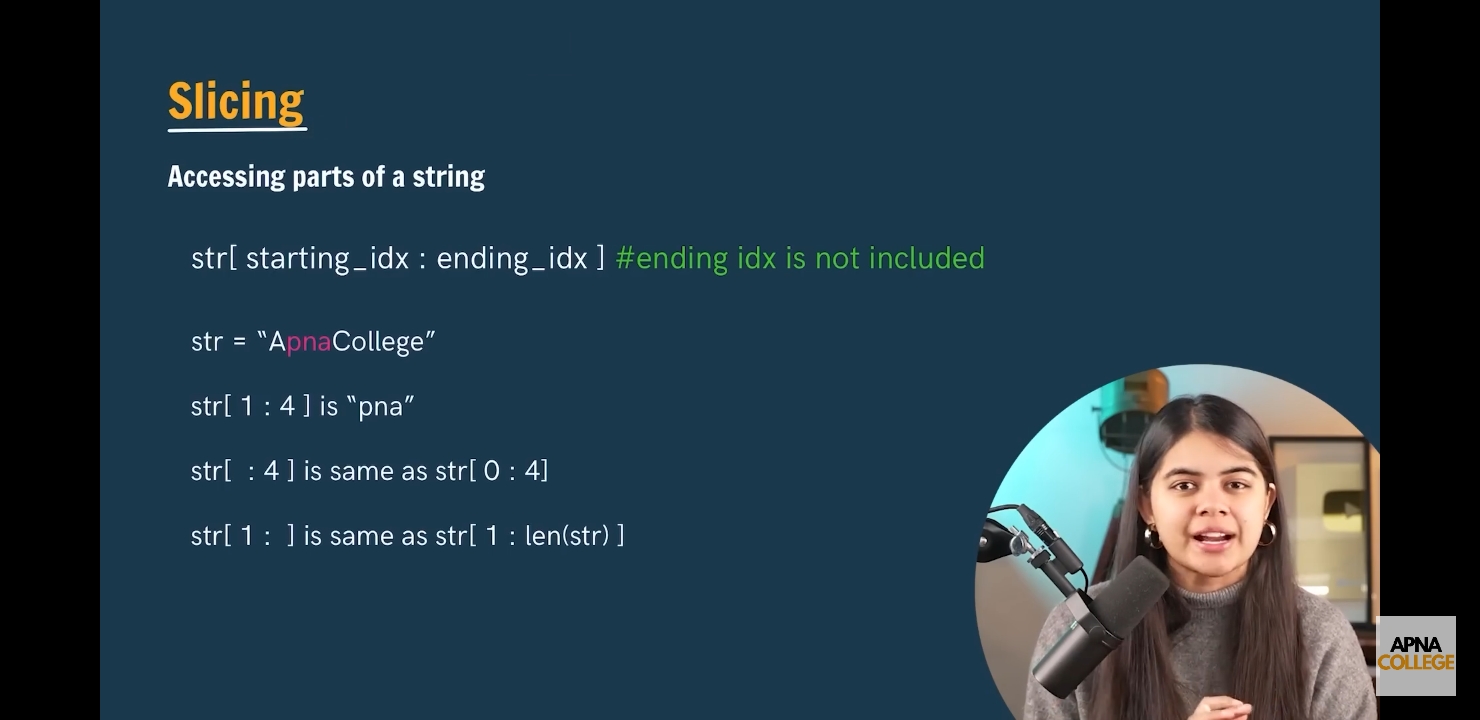 Slicing
Accessing parts of a string
str[ starting_idx : ending_idx ] #ending idx is not included
str = “ApnaCollege”
str[ 1 : 4 ] is “pna”
str[  : 4 ] is same as str[ 0 : 4]
str[ 1 :  ] is same as str[ 1 : len(str) ]
APNA
COLLEGE